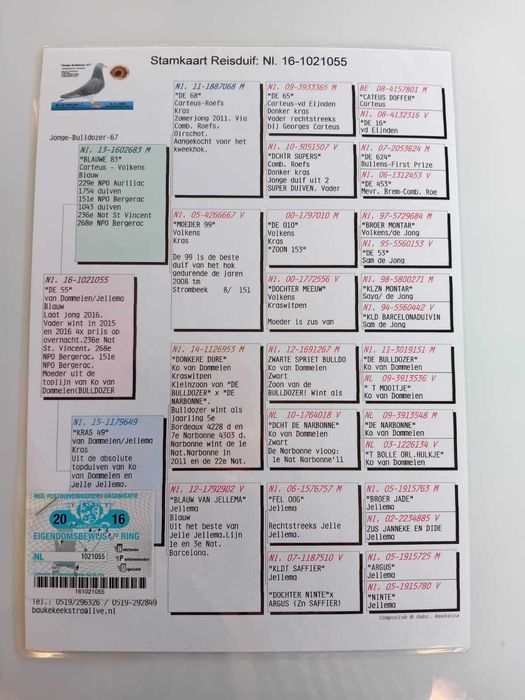 Stamkaart Reisduif: Nl. 16-1021055
"Jonge-Bulldozer 67"
Jonge-Bulldozer-67
Nl. 13-1602683 M
"BLAUWE 83"
Carteus - Volkens
Blauw
229e NPO Aurillac
1754 duiven
151e NPO Bergerac
1043 duiven
236e Nat St Vincent
268e NPO Bergerac
Nl. 16-1021055
"DE 55"
van Dommelen/Jellema
Blauw
Laat jong 2016.
Vader wint in 2015
en 2016 4x prijs op
overnacht.236e Nat
St. Vincent, 268e
NPO Bergerac, 151e
NPO Bergerac.
Moeder uit de
toplijn van Ko van
Dommelen(BULLDOZER
Nl. 15-1179649
"KRAS 49"
van Dommelen/Jellema
Kras
Uit de absolute
topduiven van Ko
van Dommelen en
Jelle Jellema.
Nl. 11-1887068 M
"DE 68"
Carteus-Roefs
Kras
Zomerjong 2011. Via
Comb. Roefs,
Oirschot.
Aangekocht voor het
kweekhok.
Nl. 05-4266667 V
"MOEDER 99"
Volkens
Kras
De 99 is de beste
duif van het hok
gedurende de jaren
2008 tm
Strombeek 8/ 151
Nl. 14-1126953 M
"DONKERE DURE"
Ko van Dommelen
Kraswitpen
Kleinzoon van "DE
BULLDOZER" x "DE
NARBONNE".
Bulldozer wint als
jaarling 5e
Bordeaux 4228 d en
7e Narbonne 4303 d.
Narbonne wint de 1e
Nat.Narbonne in
2011 en de 22e Nat.
Nl. 12-1792902 V
"BLAUW VAN JELLEMA"
Jellema
Blauw
Uit het beste van
Jelle Jellema.Lijn
1e en 5e Nat.
Barcelona.
Nl. 09-3933365 M
"DE 65"
Carteus-vd Eijnden
Donker kras
Vader rechtstreeks
bij Georges Carteus
Nl. 10-3051507 V
"DCHTR SUPERS"
Comb. Roefs
Donker kras
Jonge duif uit 2
SUPER DUIVEN. Vader
00-1797010 M
"DE 010"
Volkens
Kras
"ZOON 153"
Nl. 00-1772556 V
"DOCHTER MEEUW"
Volkens
Kraswitpen
Moeder is zus van
Nl. 12-1691267 M
ZWARTE SPRIET BULLDO
Ko van Dommelen
Zwart
Zoon van de
BULLDOZER! Wint als
NL 10-1764018 V
"DCHT DE NARBONNE"
Ko van Dommelen
Zwart
De Narbonne vloog:
1e Nat Narbonne'11
Nl. 06-1576757 M
"FEL OOG"
Jellema
Rechtstreeks Jelle
Jellema.
Nl. 07-1187510 V
"KLDT SAFFIER"
Jellema
"DOCHTER NINTE"x
ARGUS (Zn SAFFIER)
BE 08-4157801 M
"CATEUS DOFFER"
Carteus
Nl. 08-4132316 V
"DE 16"
vd Eijnden
Nl. 07-2053624 M
"DE 624"
Bullens-First Prize
Nl. 06-1312453 V
"DE 453"
Mevr. Brem-Comb. Roe
Nl. 97-5729684 M
"BROER MONTAR"
Volkens/de Jong
Nl. 95-5560153 V
"DE 53"
Sam de Jong
Nl. 98-5800271 M
"KLZN MONTAR"
Saya/ de Jong
Nl. 94-5560442 V
"KLD BARCELONADUIVIN
Sam de Jong
Nl. 11-3019151 M
"DE BULLDOZER"
Ko van Dommelen
NL 09-3913536 V
" T MOOITJE"
Ko van Dommelen
NL 09-3913548 M
"DE NARBONNE"
Ko van Dommelen
NL 03-1226134 V
"T BOLLE ORL.HULKJE"
Ko van Dommelen
Nl. 05-1915763 M
"BROER JADE"
Jellema
Nl. 02-2234885 V
ZUS JANNEKE EN DIDE
Jellema
Nl. 05-1915725 M
"ARGUS"
Jellema
Nl. 05-1915780 V
"NINTE"
Jellema
NED. POSTDUIVENHOUDERS ORGANISATIE
20 16
EIGENDOMSBEWIJS RING
NL 1021055
Nederlandse
Postduivenhouders
Organisatie
161021055
Tel.: 0519/296326 / 0519-292849
baukekeekstra@live.nl
Compuclub © Gebr. Keekstra